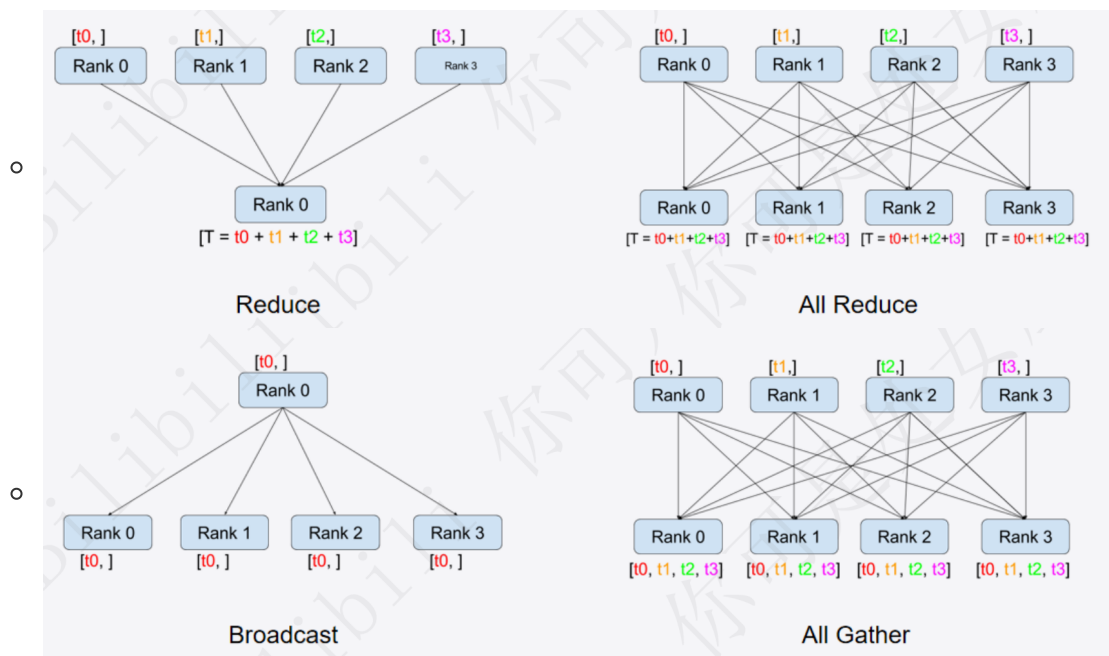 [t0, ]
[t1,]
[t2,]
[t3, ]
Rank 0
Rank 1
Rank 2
Rank 3
Rank 0
[T = t0 + t1 + t2 + t3]
Reduce
[t0, ]
[t1,]
[t2,]
[t3, ]
Rank 0
Rank 1
Rank 2
Rank 3
Rank 0
Rank 1
Rank 2
Rank 3
[T = t0+t1+t2+t3]
[T = t0+t1+t2+t3]
[T = t0+t1+t2+t3]
[T = t0+t1+t2+t3]
All Reduce
[t0, ]
Rank 0
Rank 0
Rank 1
Rank 2
Rank 3
[t0, ]
[t0, ]
[t0, ]
[t0, ]
Broadcast
[t0, ]
[t1,]
[t2,]
[t3, ]
Rank 0
Rank 1
Rank 2
Rank 3
Rank 0
Rank 1
Rank 2
Rank 3
[t0, t1, t2, t3]
[t0, t1, t2, t3]
[t0, t1, t2, t3]
[t0, t1, t2, t3]
All Gather
bilibili